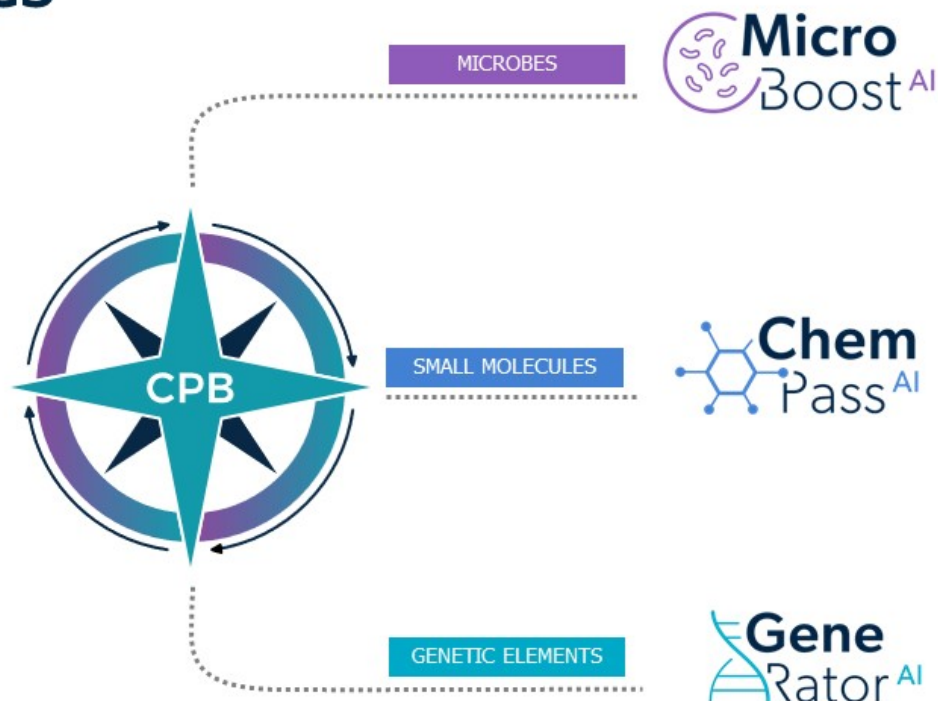 MICROBES
Micro
Boost AI
CPB
SMALL MOLECULES
Chem
Pass AI
GENETIC ELEMENTS
Gene
Rator AI